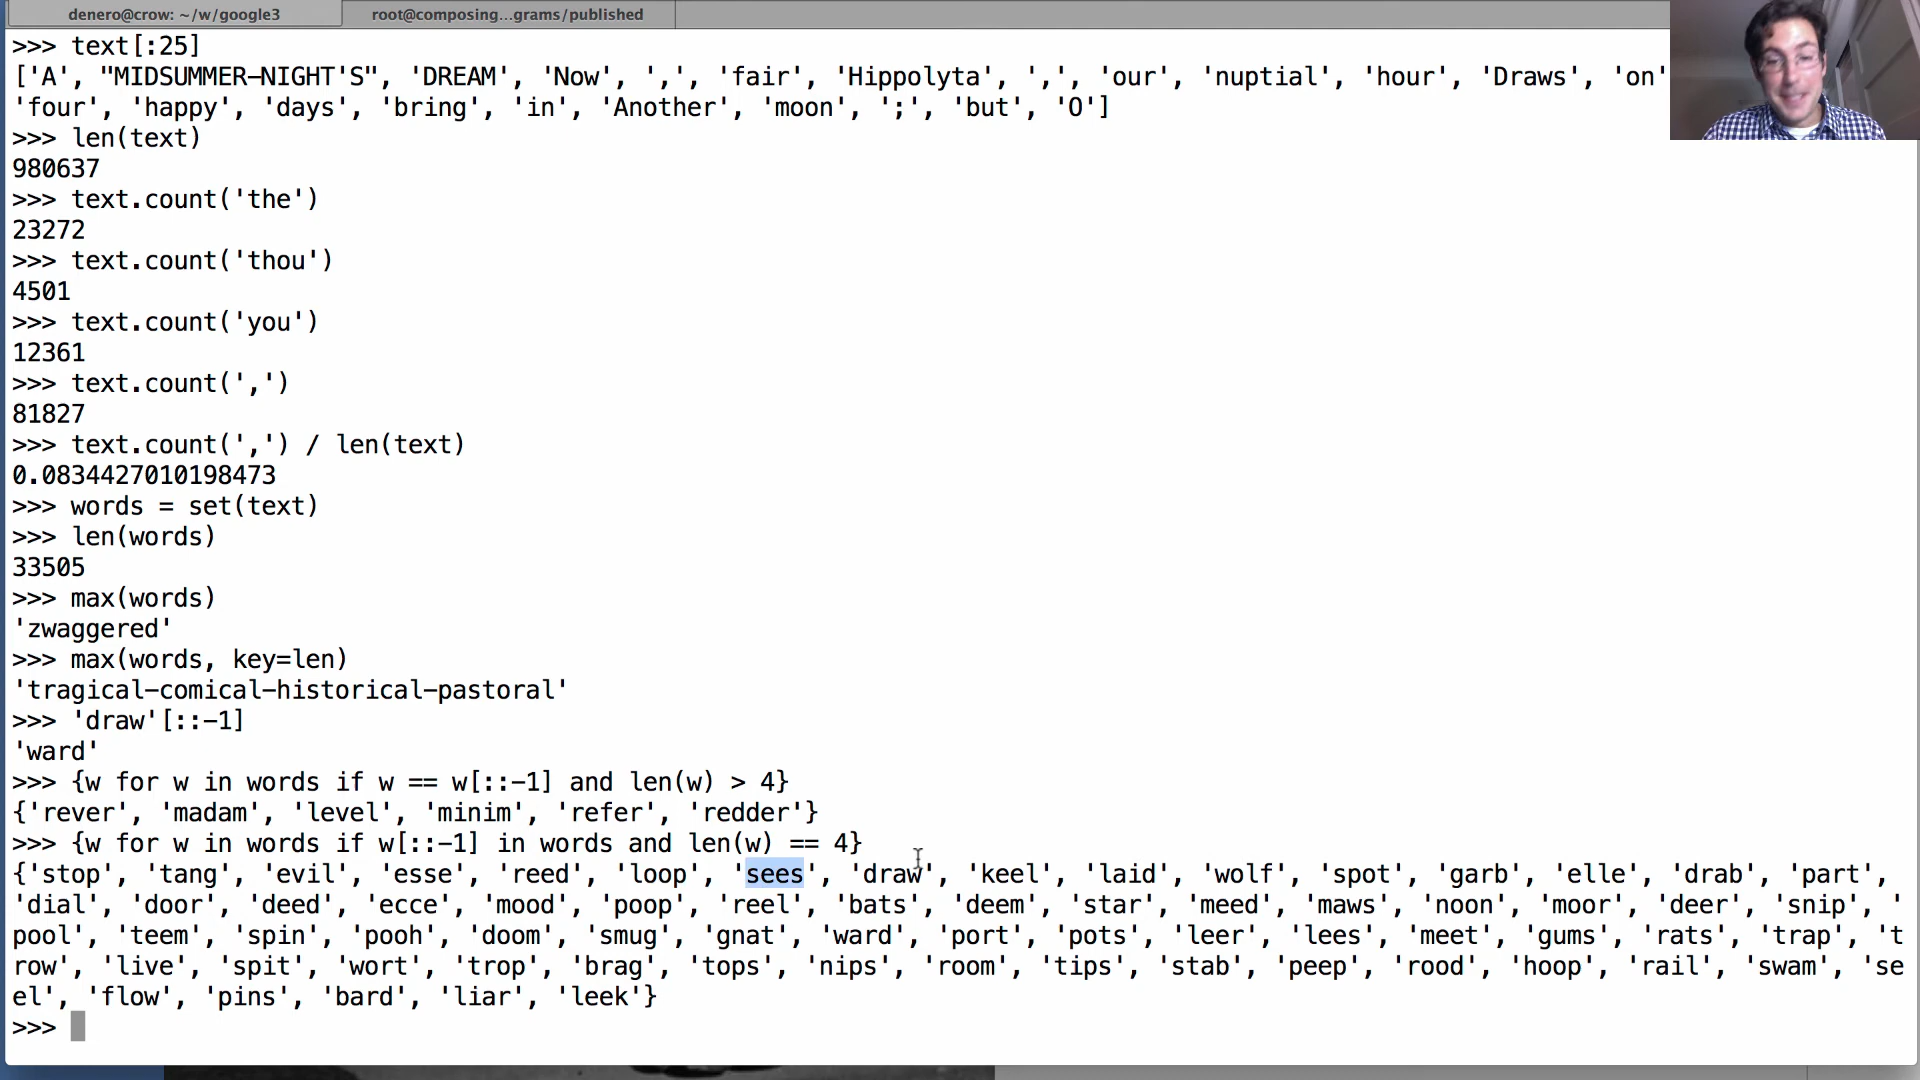 denero@crow: ~/w/google3 root@composing...grams/published
>>> text[:25]
['A', "MIDSUMMER-NIGHT'S", 'DREAM', 'Now', ',', 'fair', 'Hippolyta', ',', 'our', 'nuptial', 'hour', 'Draws', 'on'
'four', 'happy', 'days', 'bring', 'in', 'Another', 'moon', ';', 'but', 'O']
>>> len(text)
980637
>>> text.count('the')
23272
>>> text.count('thou')
4501
>>> text.count('you')
12361
>>> text.count(',')
81827
>>> text.count(',') / len(text)
0.0834427010198473
>>> words = set(text)
>>> len(words)
33505
>>> max(words)
'zwaggered'
>>> max(words, key=len)
'tragical-comical-historical-pastoral'
>>> 'draw'[::-1]
'ward'
>>> {w for w in words if w == w[::-1] and len(w) > 4}
{'rever', 'madam', 'level', 'minim', 'refer', 'redder'}
>>> {w for w in words if w[::-1] in words and len(w) == 4}
{'stop', 'tang', 'evil', 'esse', 'reed', 'loop', 'sees', 'draw', 'keel', 'laid', 'wolf', 'spot', 'garb', 'elle', 'drab', 'part',
'dial', 'door', 'deed', 'ecce', 'mood', 'poop', 'reel', 'bats', 'deem', 'star', 'meed', 'maws', 'noon', 'moor', 'deer', 'snip', '
pool', 'teem', 'spin', 'pooh', 'doom', 'smug', 'gnat', 'ward', 'port', 'pots', 'leer', 'lees', 'meet', 'gums', 'rats', 'trap', 't
row', 'live', 'spit', 'wort', 'trop', 'brag', 'tops', 'nips', 'room', 'tips', 'stab', 'peep', 'rood', 'hoop', 'rail', 'swam', 'se
el', 'flow', 'pins', 'bard', 'liar', 'leek'}
>>>